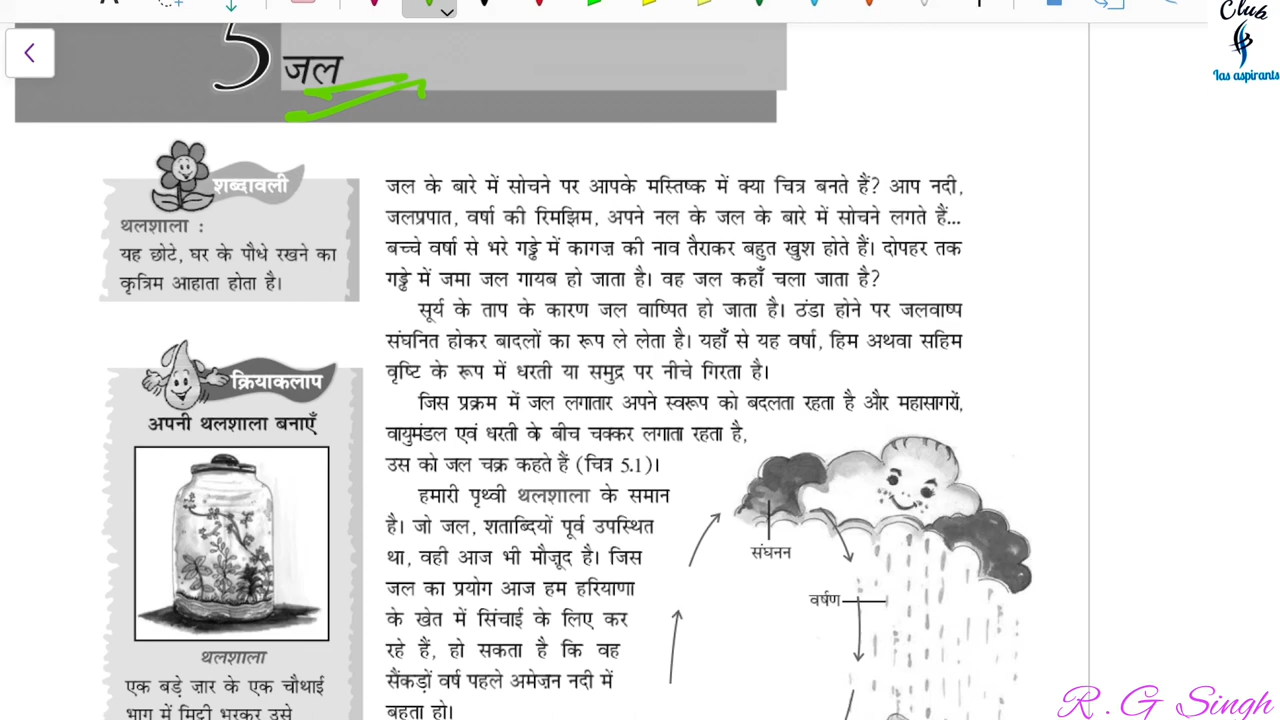 Club
Ias aspirants
5 जल
शब्दावली
थलशाला :
यह छोटे, घर के पौधे रखने का
कृत्रिम आहाता होता है।
क्रियाकलाप
अपनी थलशाला बनाएँ
थलशाला
एक बड़े ज़ार के एक चौथाई
भाग में मिट्टी भरकर उसे
जल के बारे में सोचने पर आपके मस्तिष्क में क्या चित्र बनते हैं? आप नदी,
जलप्रपात, वर्षा की रिमझिम, अपने नल के जल के बारे में सोचने लगते हैं...
बच्चे वर्षा से भरे गड्ढे में कागज़ की नाव तैराकर बहुत खुश होते हैं। दोपहर तक
गड्ढे में जमा जल गायब हो जाता है। वह जल कहाँ चला जाता है?
सूर्य के ताप के कारण जल वाष्पित हो जाता है। ठंडा होने पर जलवाष्प
संघनित होकर बादलों का रूप ले लेता है। यहाँ से यह वर्षा, हिम अथवा सहिम
वृष्टि के रूप में धरती या समुद्र पर नीचे गिरता है।
जिस प्रक्रम में जल लगातार अपने स्वरूप को बदलता रहता है और महासागरों,
वायुमंडल एवं धरती के बीच चक्कर लगाता रहता है,
उस को जल चक्र कहते हैं (चित्र 5.1)।
हमारी पृथ्वी थलशाला के समान
है। जो जल, शताब्दियों पूर्व उपस्थित
था, वही आज भी मौज़ूद है। जिस
जल का प्रयोग आज हम हरियाणा
के खेत में सिंचाई के लिए कर
रहे हैं, हो सकता है कि वह
सैंकड़ों वर्ष पहले अमेज़न नदी में
बहता हो।
संघनन
वर्षण
R.G Singh